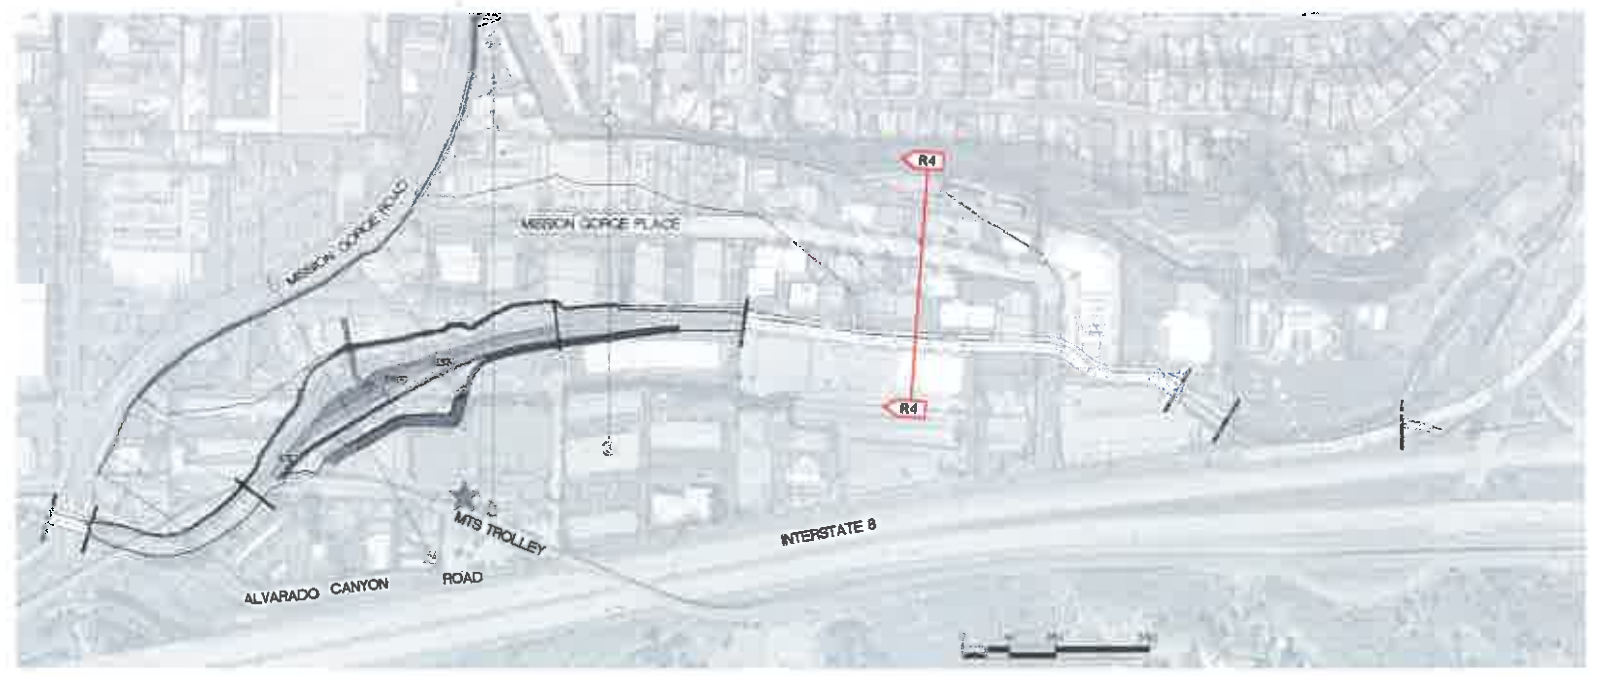 R4
MISSION GORGE ROAD
MISSION GORGE PLACE
R4
MTS TROLLEY
INTERSTATE 8
ALVARADO CANYON ROAD